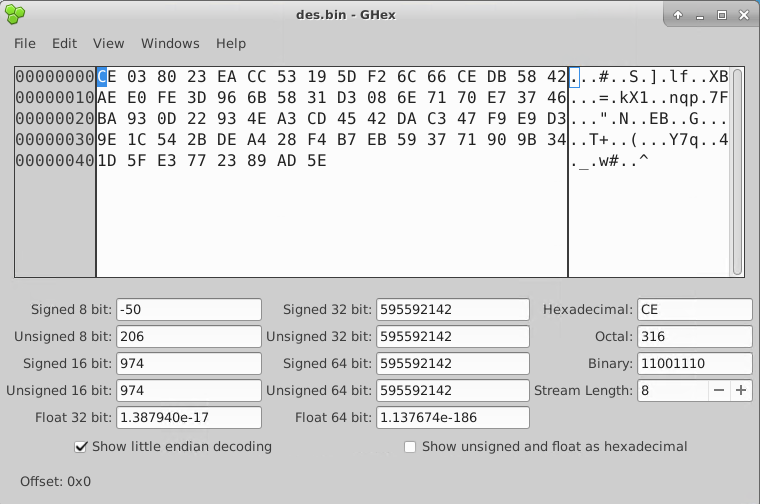 des.bin - GHex
File Edit View Windows Help
00000000 CE 03 80 23 EA CC 53 19 5D F2 6C 66 CE DB 58 42 ...#..S.].lf..XB
00000010 AE E0 FE 3D 96 6B 58 31 D3 08 6E 71 70 E7 37 46 ...=.kX1..nqp.7F
00000020 BA 93 0D 22 93 4E A3 CD 45 42 DA C3 47 F9 E9 D3 ...".N..EB..G...
00000030 9E 1C 54 2B DE A4 28 F4 B7 EB 59 37 71 90 9B 34 ..T+..(...Y7q..4
00000040 1D 5F E3 77 23 89 AD 5E ._.w#..^
Signed 8 bit: -50 Signed 32 bit: 595592142 Hexadecimal: CE
Unsigned 8 bit: 206 Unsigned 32 bit: 595592142 Octal: 316
Signed 16 bit: 974 Signed 64 bit: 595592142 Binary: 11001110
Unsigned 16 bit: 974 Unsigned 64 bit: 595592142 Stream Length: 8 − +
Float 32 bit: 1.387940e-17 Float 64 bit: 1.137674e-186
Show little endian decoding Show unsigned and float as hexadecimal
Offset: 0x0